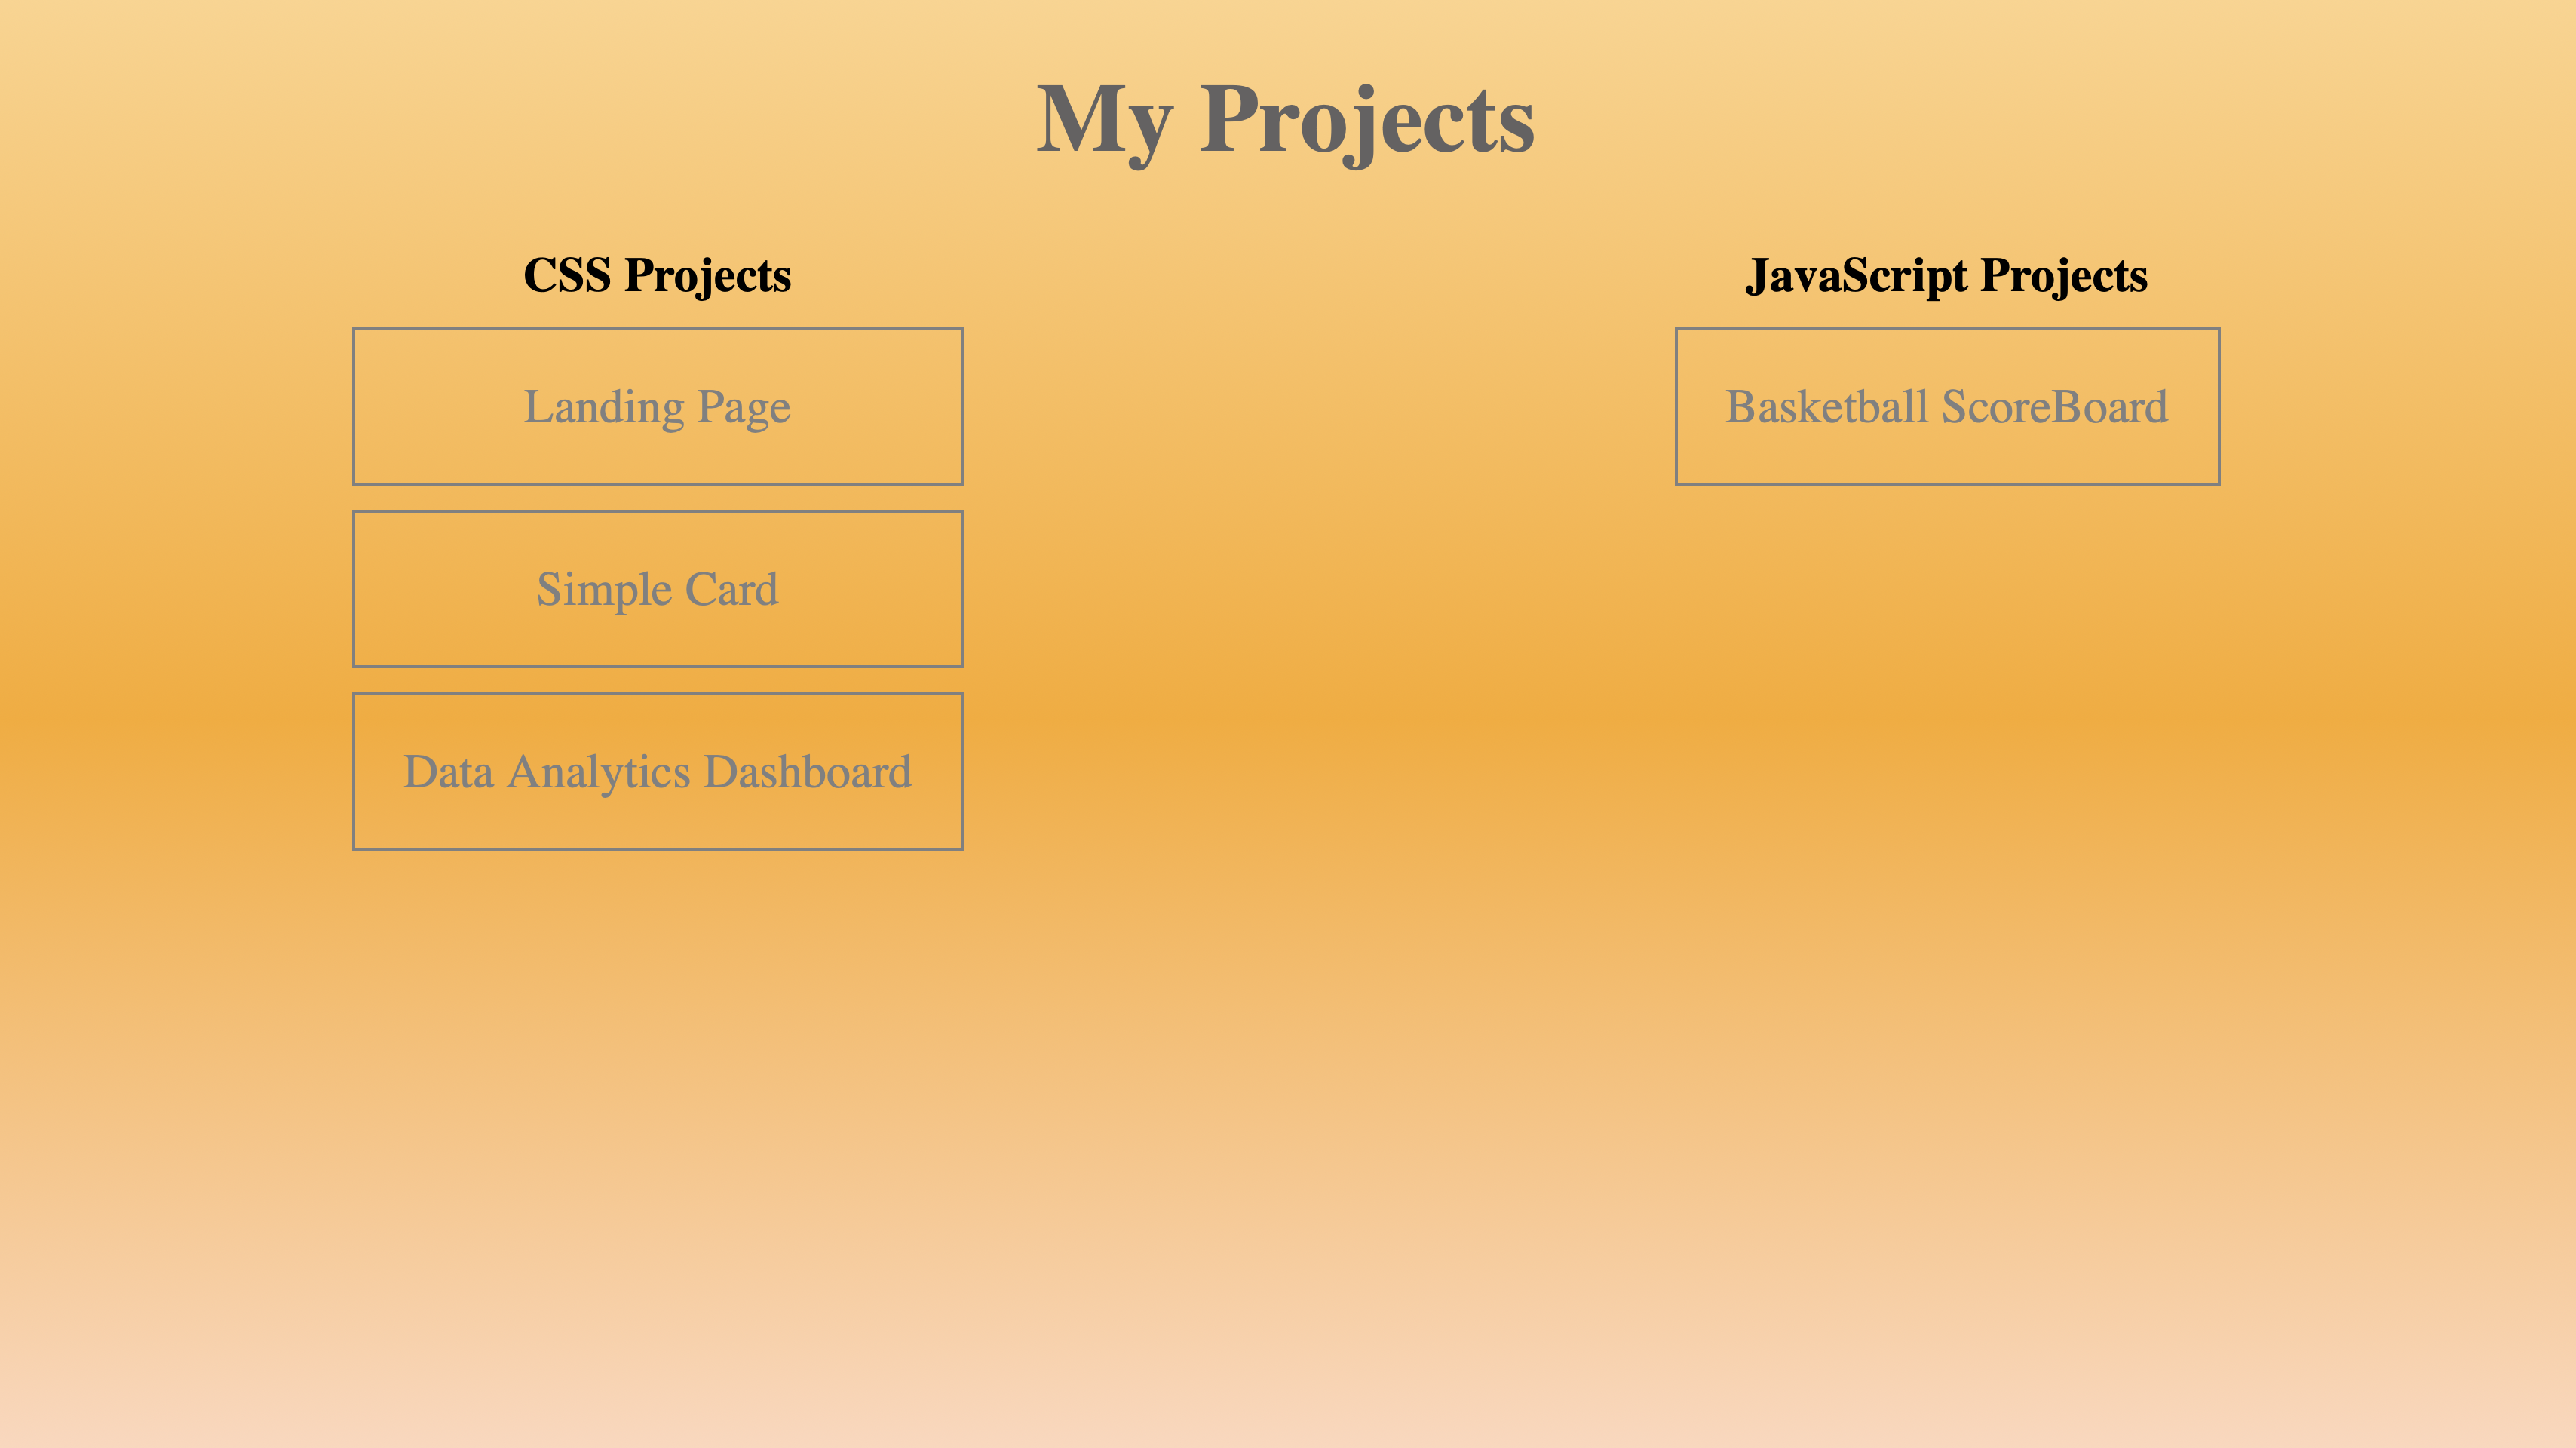 My Projects
CSS Projects
Landing Page
Simple Card
Data Analytics Dashboard
JavaScript Projects
Basketball ScoreBoard